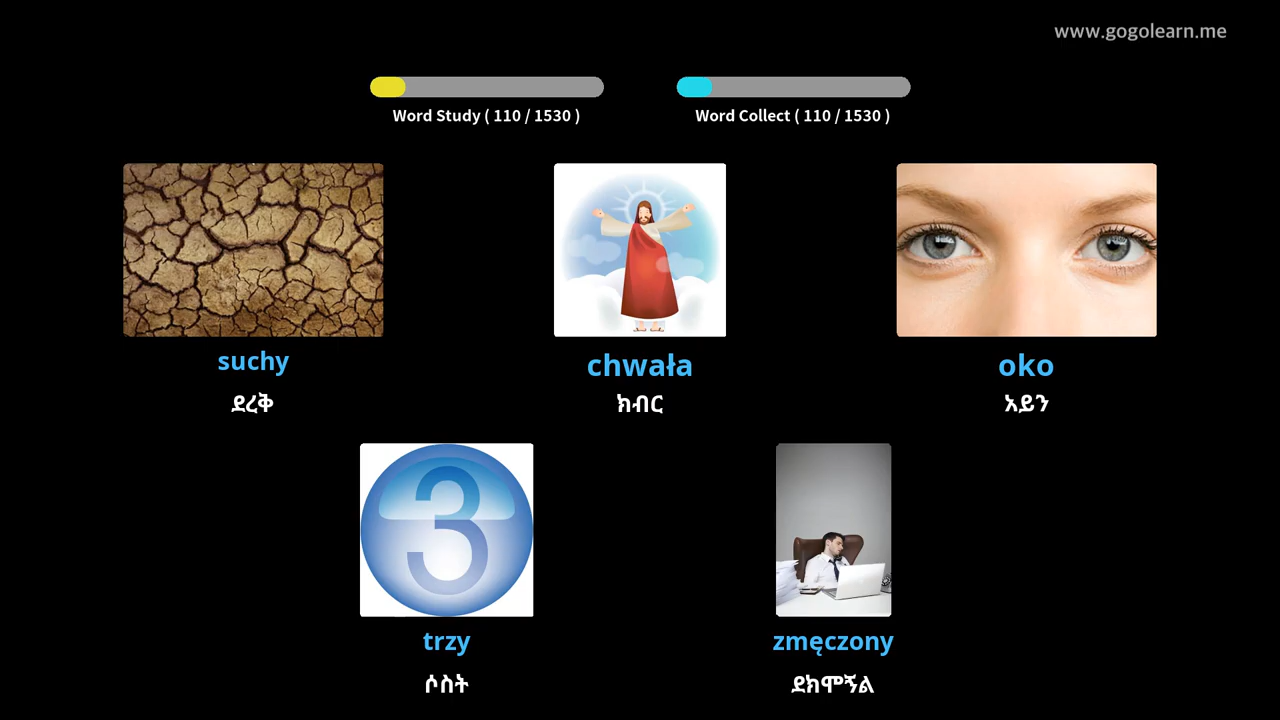 www.gogolearn.me
Word Study ( 110 / 1530 )
Word Collect ( 110 / 1530 )
suchy
chwała
oko
ደረቅ
ክብር
አይን
3
trzy
zmęczony
ሶስት
ደክሞኝል